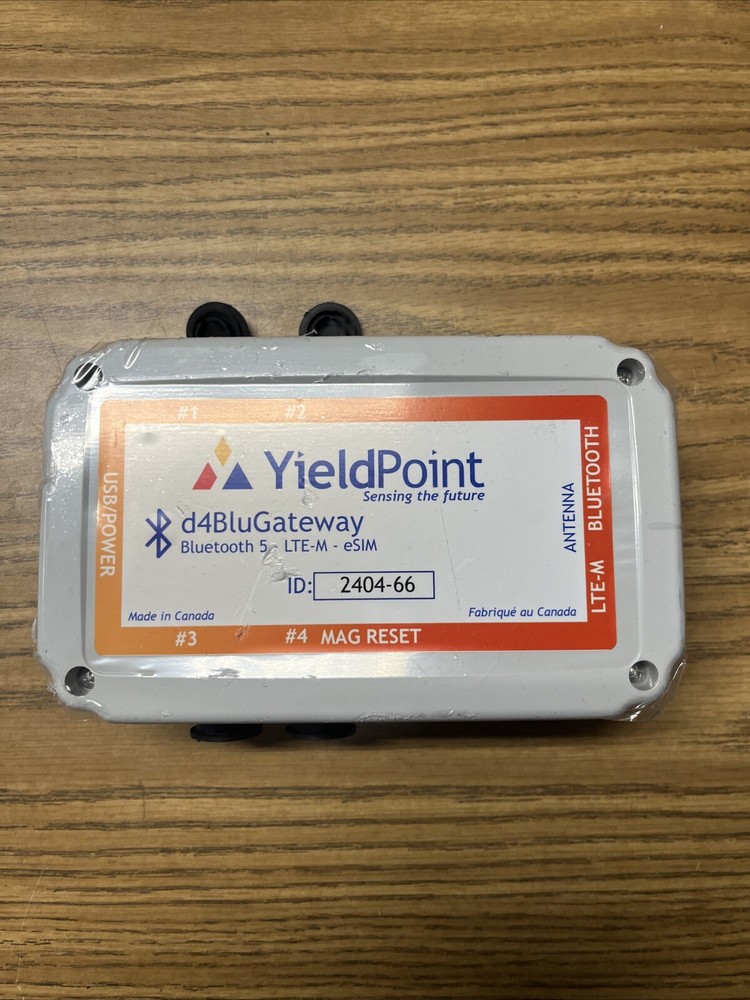 #1 #2
YieldPoint
Sensing the future
d4BluGateway
Bluetooth 5 - LTE-M - eSIM
ID: 2404-66
Made in Canada
Fabriqué au Canada
#3 #4 MAG RESET
USB/POWER
ANTENNA
LTE-M BLUETOOTH